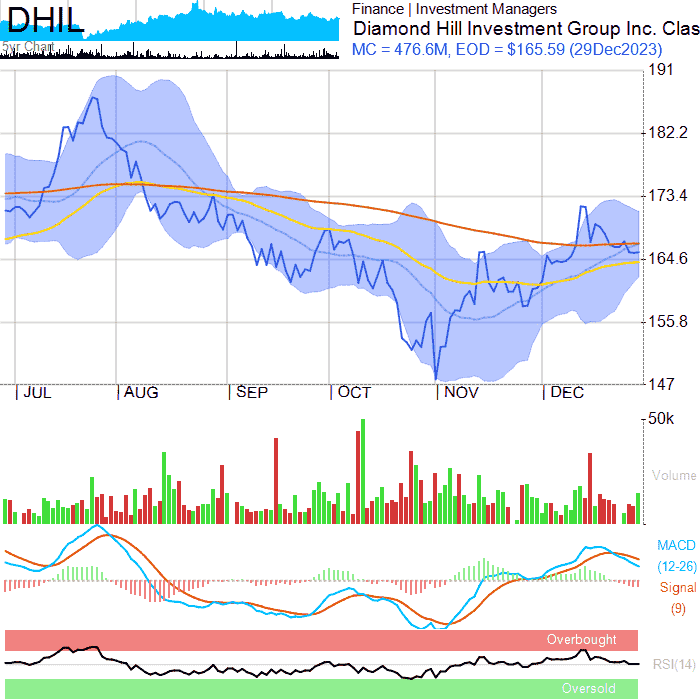 DHIL
5yr Chart
Finance | Investment Managers
Diamond Hill Investment Group Inc. Clas
MC = 476.6M, EOD = $165.59 (29Dec2023)
191
182.2
173.4
164.6
155.8
147
JUL AUG SEP OCT NOV DEC
50k
Volume
MACD
(12-26)
Signal
(9)
Overbought
RSI(14)
Oversold